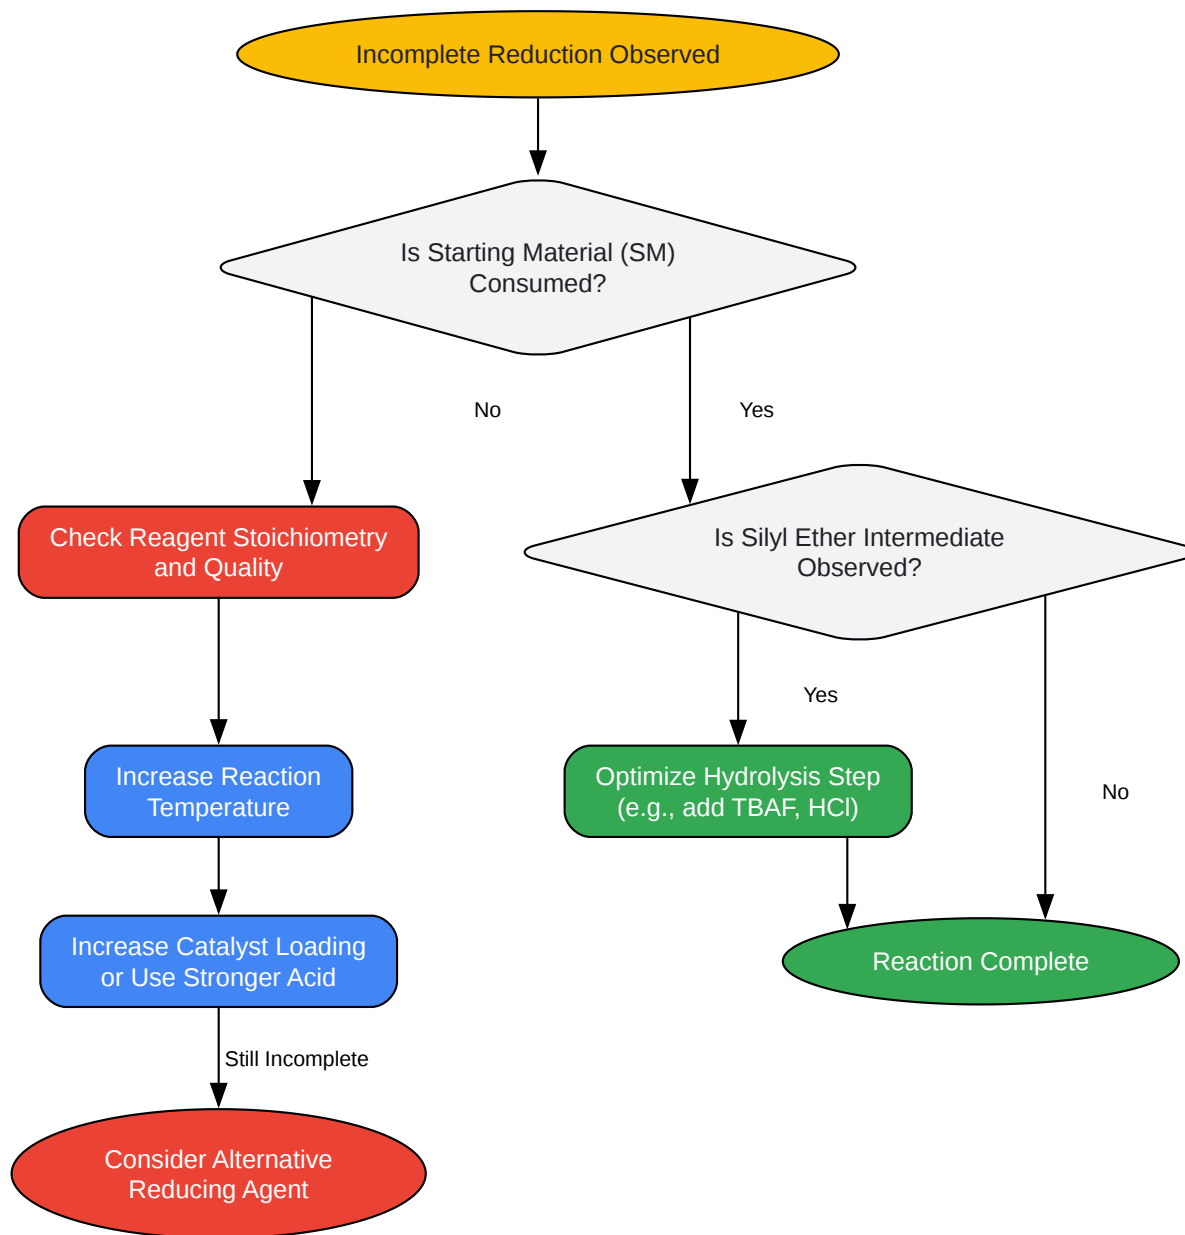 Incomplete Reduction Observed
Is Starting Material (SM)
Consumed?
No
Yes
Check Reagent Stoichiometry
and Quality
Is Silyl Ether Intermediate
Observed?
Yes
Increase Reaction
Temperature
Optimize Hydrolysis Step
(e.g., add TBAF, HCl)
No
Increase Catalyst Loading
or Use Stronger Acid
Reaction Complete
Still Incomplete
Consider Alternative
Reducing Agent